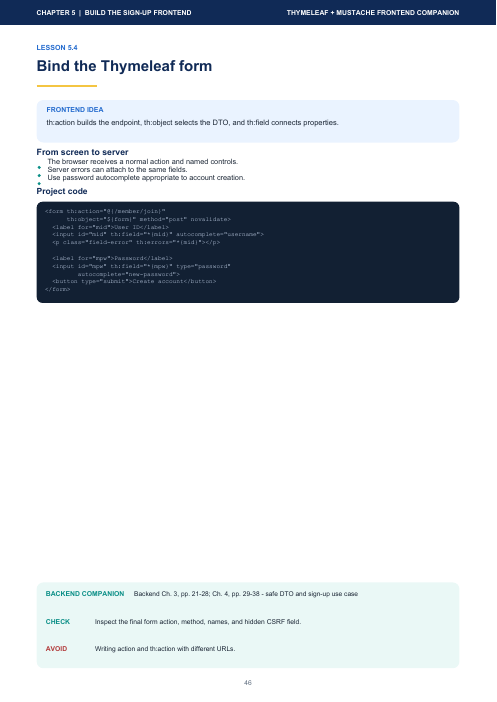 CHAPTER 5 | BUILD THE SIGN-UP FRONTEND
THYMELEAF + MUSTACHE FRONTEND COMPANION
LESSON 5.4
Bind the Thymeleaf form
FRONTEND IDEA
th:action builds the endpoint, th:object selects the DTO, and th:field connects properties.
From screen to server
The browser receives a normal action and named controls.
Server errors can attach to the same fields.
Use password autocomplete appropriate to account creation.
Project code
<form th:action="@{/member/join}"
th:object="${form}" method="post" novalidate>
<label for="mid">User ID</label>
<input id="mid" th:field="*{mid}" autocomplete="username">
<p class="field-error" th:errors="*{mid}"></p>
<label for="mpw">Password</label>
<input id="mpw" th:field="*{mpw}" type="password"
autocomplete="new-password">
<button type="submit">Create account</button>
</form>
BACKEND COMPANION Backend Ch. 3, pp. 21-28; Ch. 4, pp. 29-38 - safe DTO and sign-up use case
CHECK Inspect the final form action, method, names, and hidden CSRF field.
AVOID Writing action and th:action with different URLs.
46